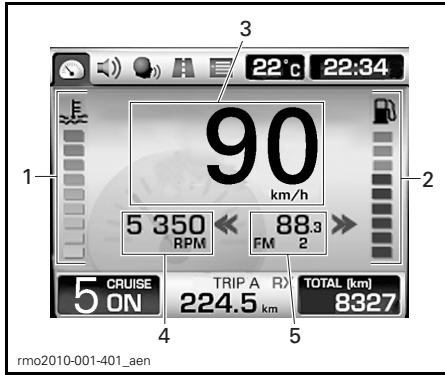 3
22°c 22:34
90
km/h
1
2
5 350
RPM
88.3
FM 2
5 CRUISE ON
TRIP A RX
224.5 km
TOTAL [km]
8327
4
5
rmo2010-001-401_aen